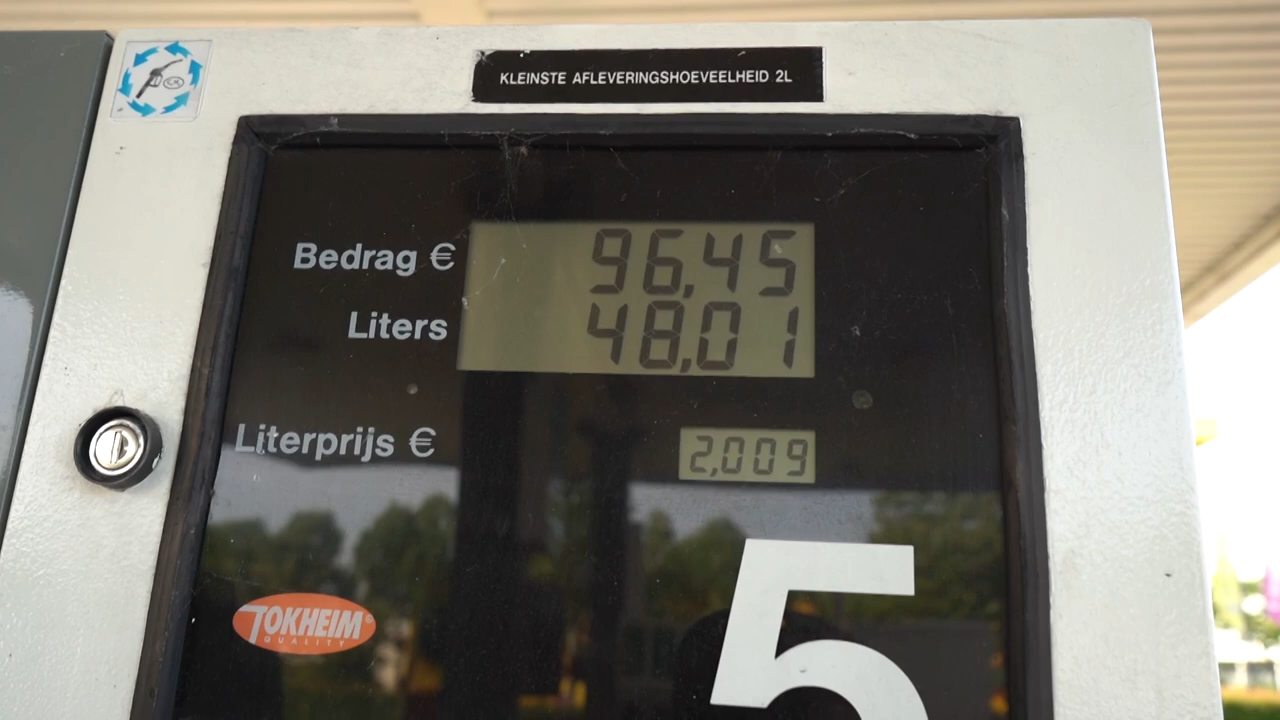 KLEINSTE AFLEVERINGSHOEVEELHEID 2L
Bedrag € 96,45
Liters 48,01
Literprijs € 2,009
TOKHEIM
QUALITY
5